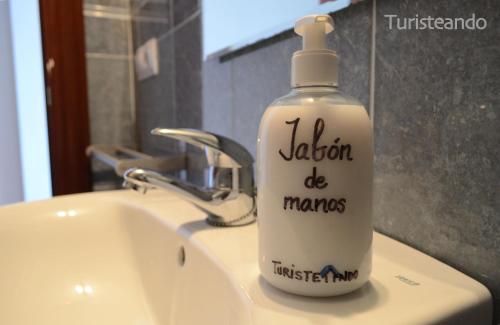 Turisteando
Jabón
de
manos
TURISTEANDO